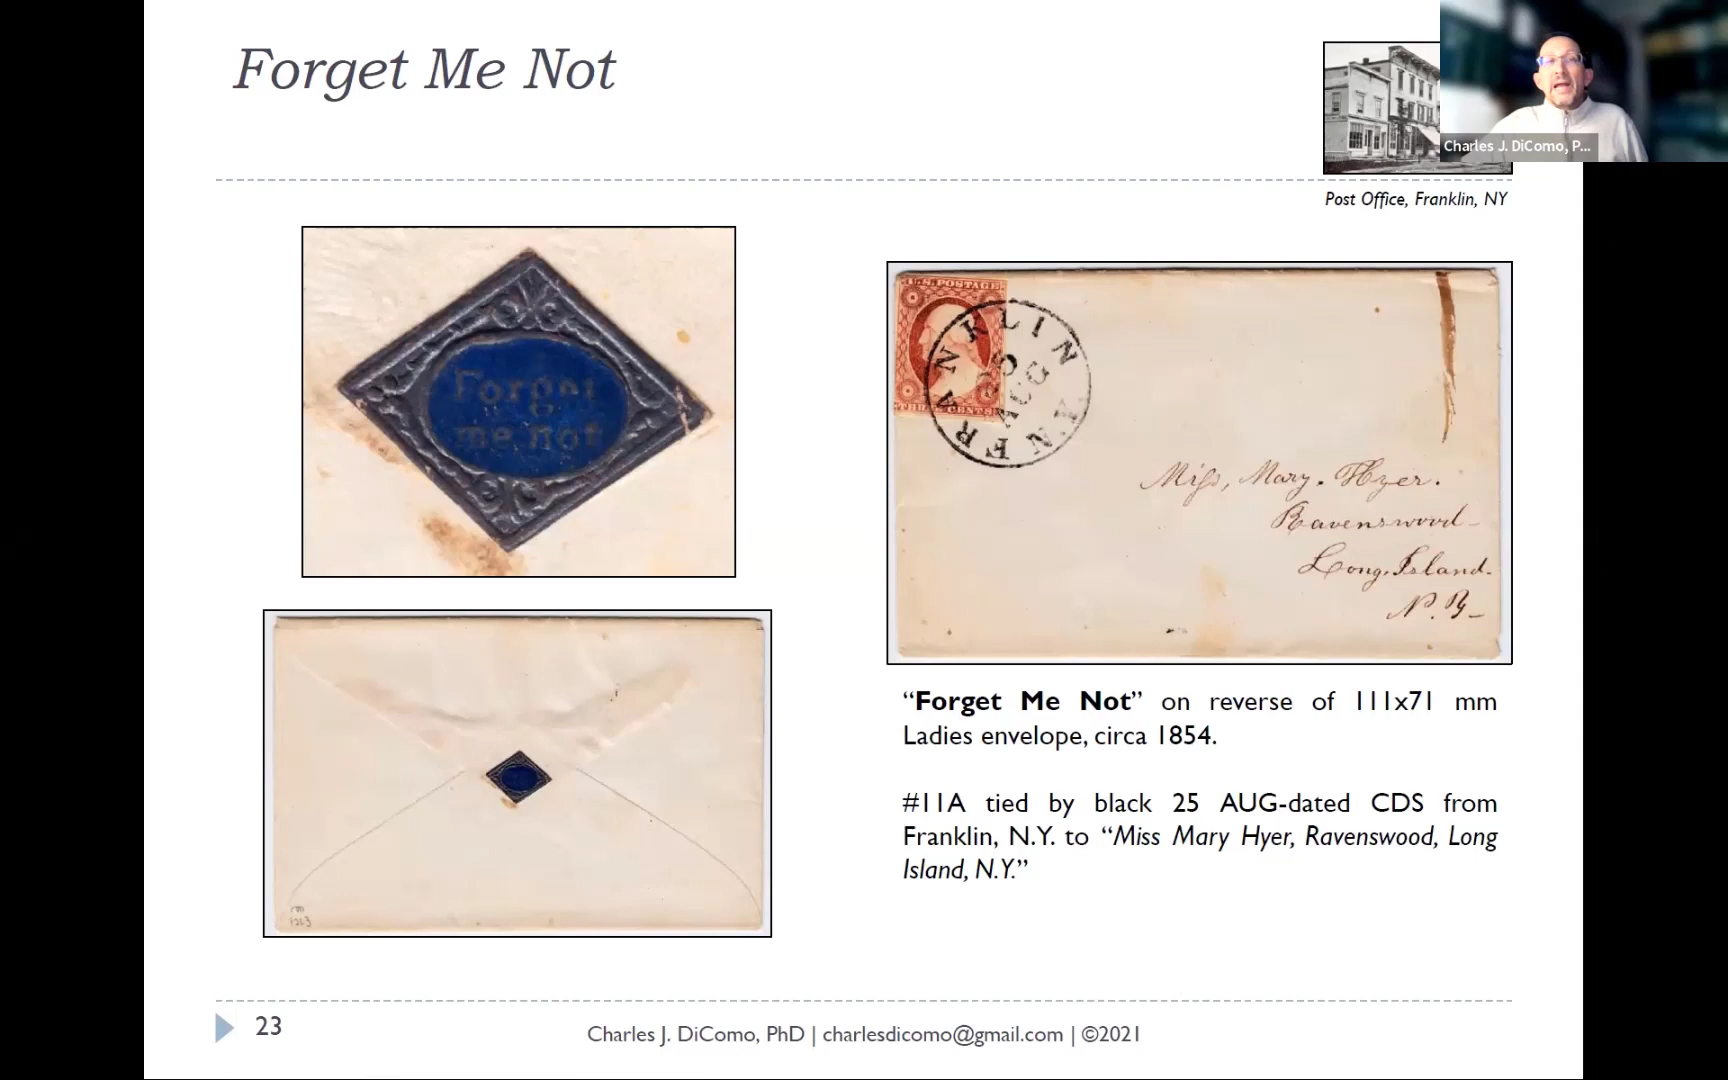 Forget Me Not
Charles J. DiComo, P...
Post Office, Franklin, NY
Forget
me not
U.S. POSTAGE
THREE CENTS
FRANKLIN
25
AUG
N.Y
Miss, Mary. Hyer.
Ravenswood
Long. Island.
N. Y.
“Forget Me Not” on reverse of 111x71 mm
Ladies envelope, circa 1854.
#11A tied by black 25 AUG-dated CDS from
Franklin, N.Y. to “Miss Mary Hyer, Ravenswood, Long
Island, N.Y.”
23
Charles J. DiComo, PhD | charlesdicomo@gmail.com | ©2021